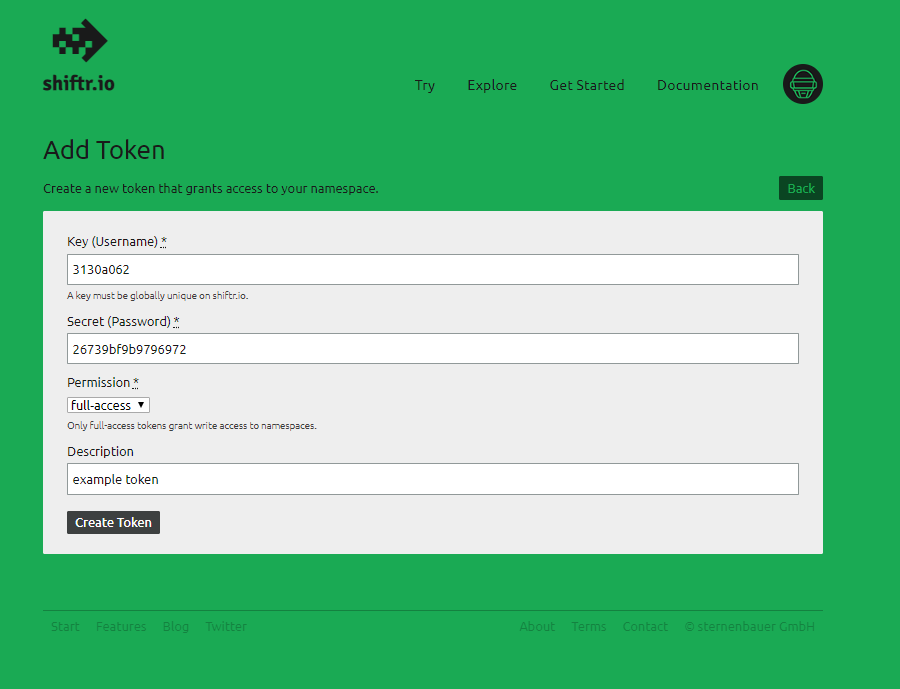 shiftr.io
Try Explore Get Started Documentation
Add Token
Create a new token that grants access to your namespace.
Back
Key (Username) *
3130a062
A key must be globally unique on shiftr.io.
Secret (Password) *
26739bf9b9796972
Permission *
full-access
Only full-access tokens grant write access to namespaces.
Description
example token
Create Token
Start Features Blog Twitter About Terms Contact © sternenbauer GmbH